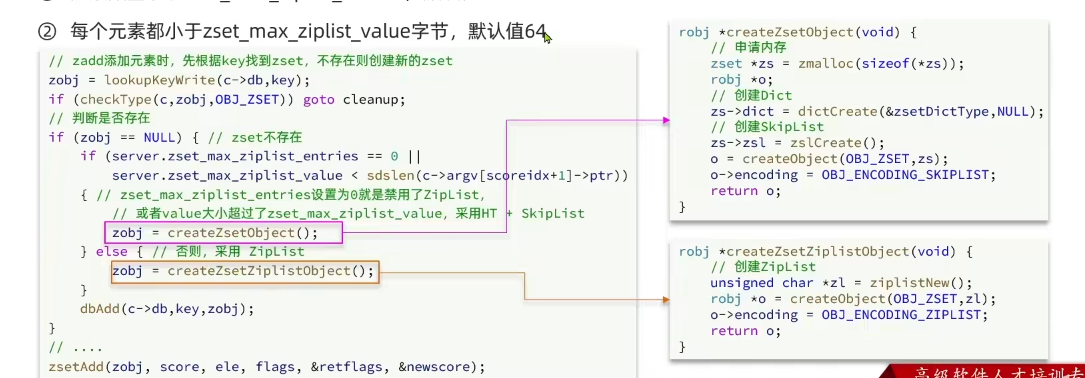 ② 每个元素都小于zset_max_ziplist_value字节，默认值64
// zadd添加元素时，先根据key找到zset，不存在则创建新的zset
zobj = lookupKeyWrite(c->db,key);
if (checkType(c,zobj,OBJ_ZSET)) goto cleanup;
// 判断是否存在
if (zobj == NULL) { // zset不存在
    if (server.zset_max_ziplist_entries == 0 ||
        server.zset_max_ziplist_value < sdslen(c->argv[scoreidx+1]->ptr))
    { // zset_max_ziplist_entries设置为0就是禁用了ZipList，
        // 或者value大小超过了zset_max_ziplist_value，采用HT + SkipList
        zobj = createZsetObject();
    } else { // 否则，采用 ZipList
        zobj = createZsetZiplistObject();
    }
    dbAdd(c->db,key,zobj);
}
// ....
zsetAdd(zobj, score, ele, flags, &retflags, &newscore);
robj *createZsetObject(void) {
    // 申请内存
    zset *zs = zmalloc(sizeof(*zs));
    robj *o;
    // 创建Dict
    zs->dict = dictCreate(&zsetDictType,NULL);
    // 创建SkipList
    zs->zsl = zslCreate();
    o = createObject(OBJ_ZSET,zs);
    o->encoding = OBJ_ENCODING_SKIPLIST;
    return o;
}
robj *createZsetZiplistObject(void) {
    // 创建ZipList
    unsigned char *zl = ziplistNew();
    robj *o = createObject(OBJ_ZSET,zl);
    o->encoding = OBJ_ENCODING_ZIPLIST;
    return o;
}
高级软件人才培训专